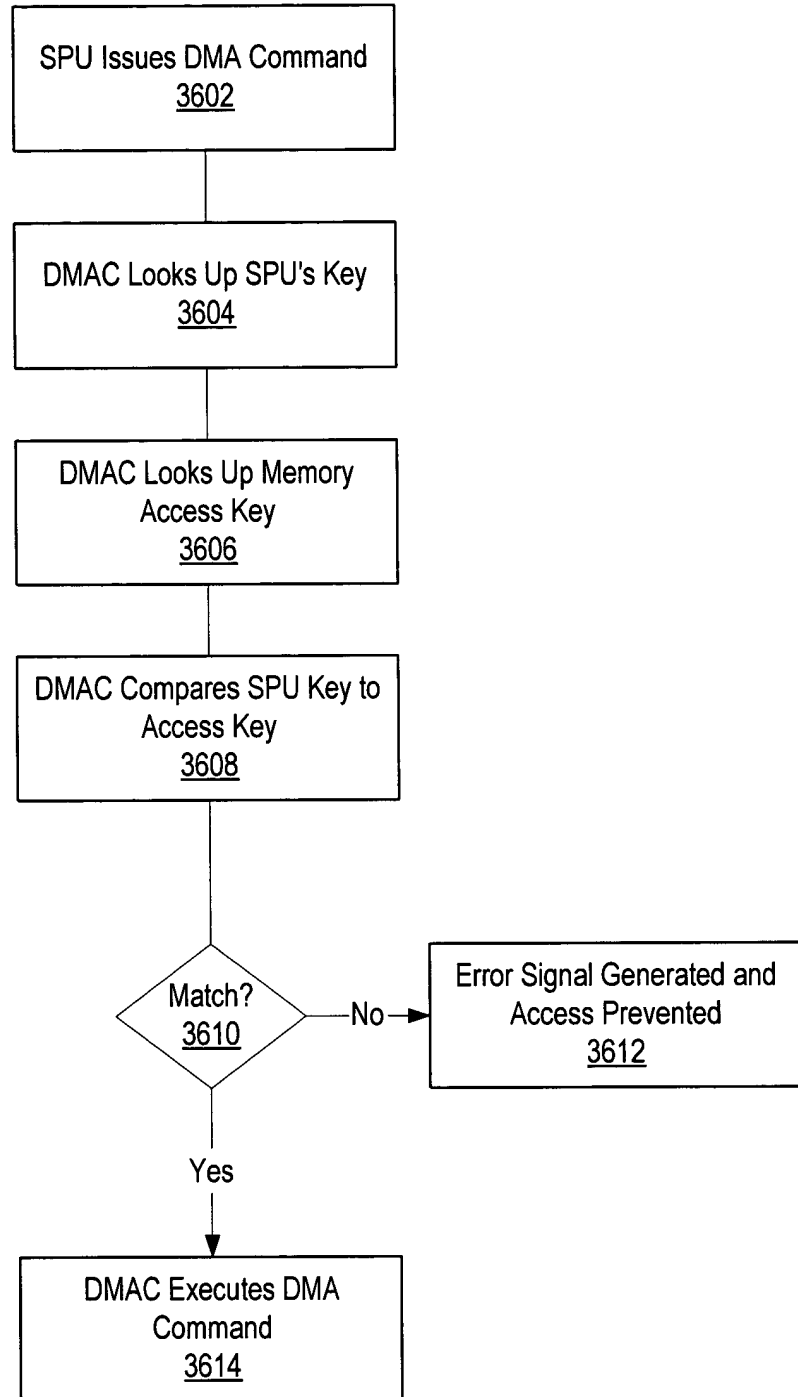 SPU Issues DMA Command
3602
DMAC Looks Up SPU's Key
3604
DMAC Looks Up Memory
Access Key
3606
DMAC Compares SPU Key to
Access Key
3608
Match?
3610
No
Error Signal Generated and
Access Prevented
3612
Yes
DMAC Executes DMA
Command
3614